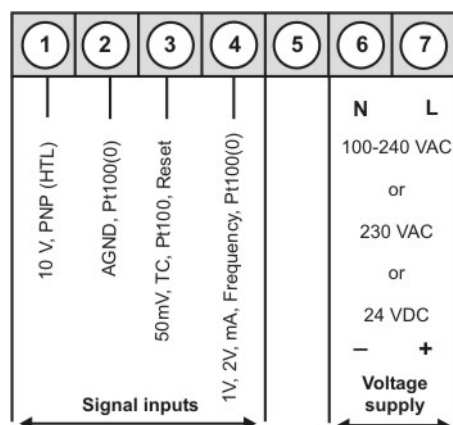 1 2 3 4 5 6 7
10 V, PNP (HTL)
AGND, Pt100(0)
50mV, TC, Pt100, Reset
1V, 2V, mA, Frequency, Pt100(0)
N L
100-240 VAC
or
230 VAC
or
24 VDC
– +
Signal inputs
Voltage
supply